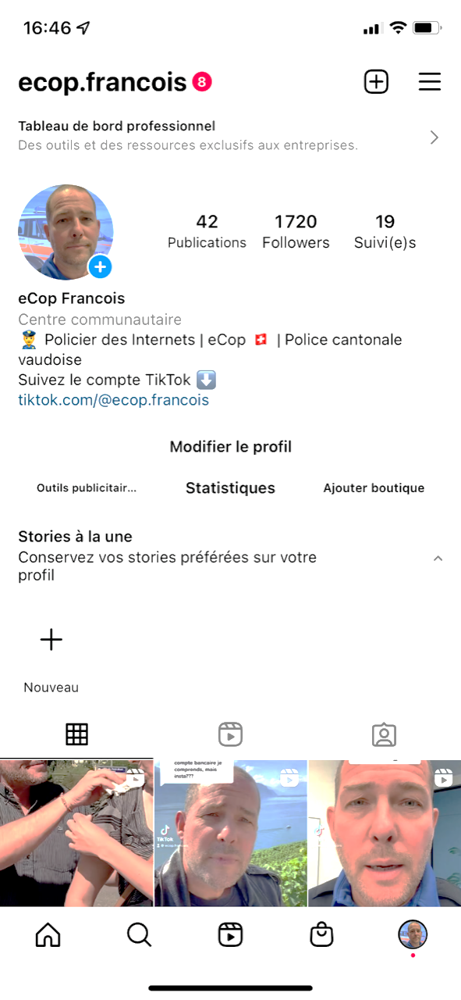 16:46
ecop.francois 8
Tableau de bord professionnel
Des outils et des ressources exclusifs aux entreprises.
42 1720 19
Publications Followers Suivi(e)s
eCop Francois
Centre communautaire
👮 Policier des Internets | eCop 🇨🇭 | Police cantonale
vaudoise
Suivez le compte TikTok ⬇️
tiktok.com/@ecop.francois
Modifier le profil
Outils publicitair... Statistiques Ajouter boutique
Stories à la une
Conservez vos stories préférées sur votre
profil
Nouveau
compte bancaire je
comprends, mais
insta???
TikTok